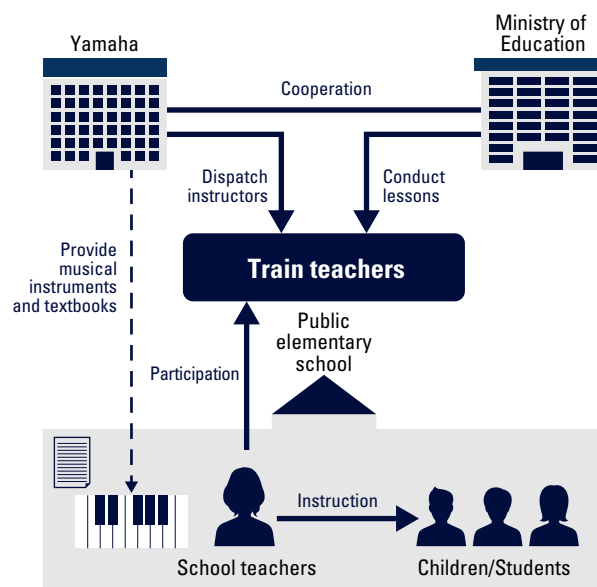 Yamaha
Ministry of
Education
Cooperation
Dispatch
instructors
Conduct
lessons
Train teachers
Provide
musical
instruments
and textbooks
Public
elementary
school
Participation
Instruction
School teachers
Children/Students